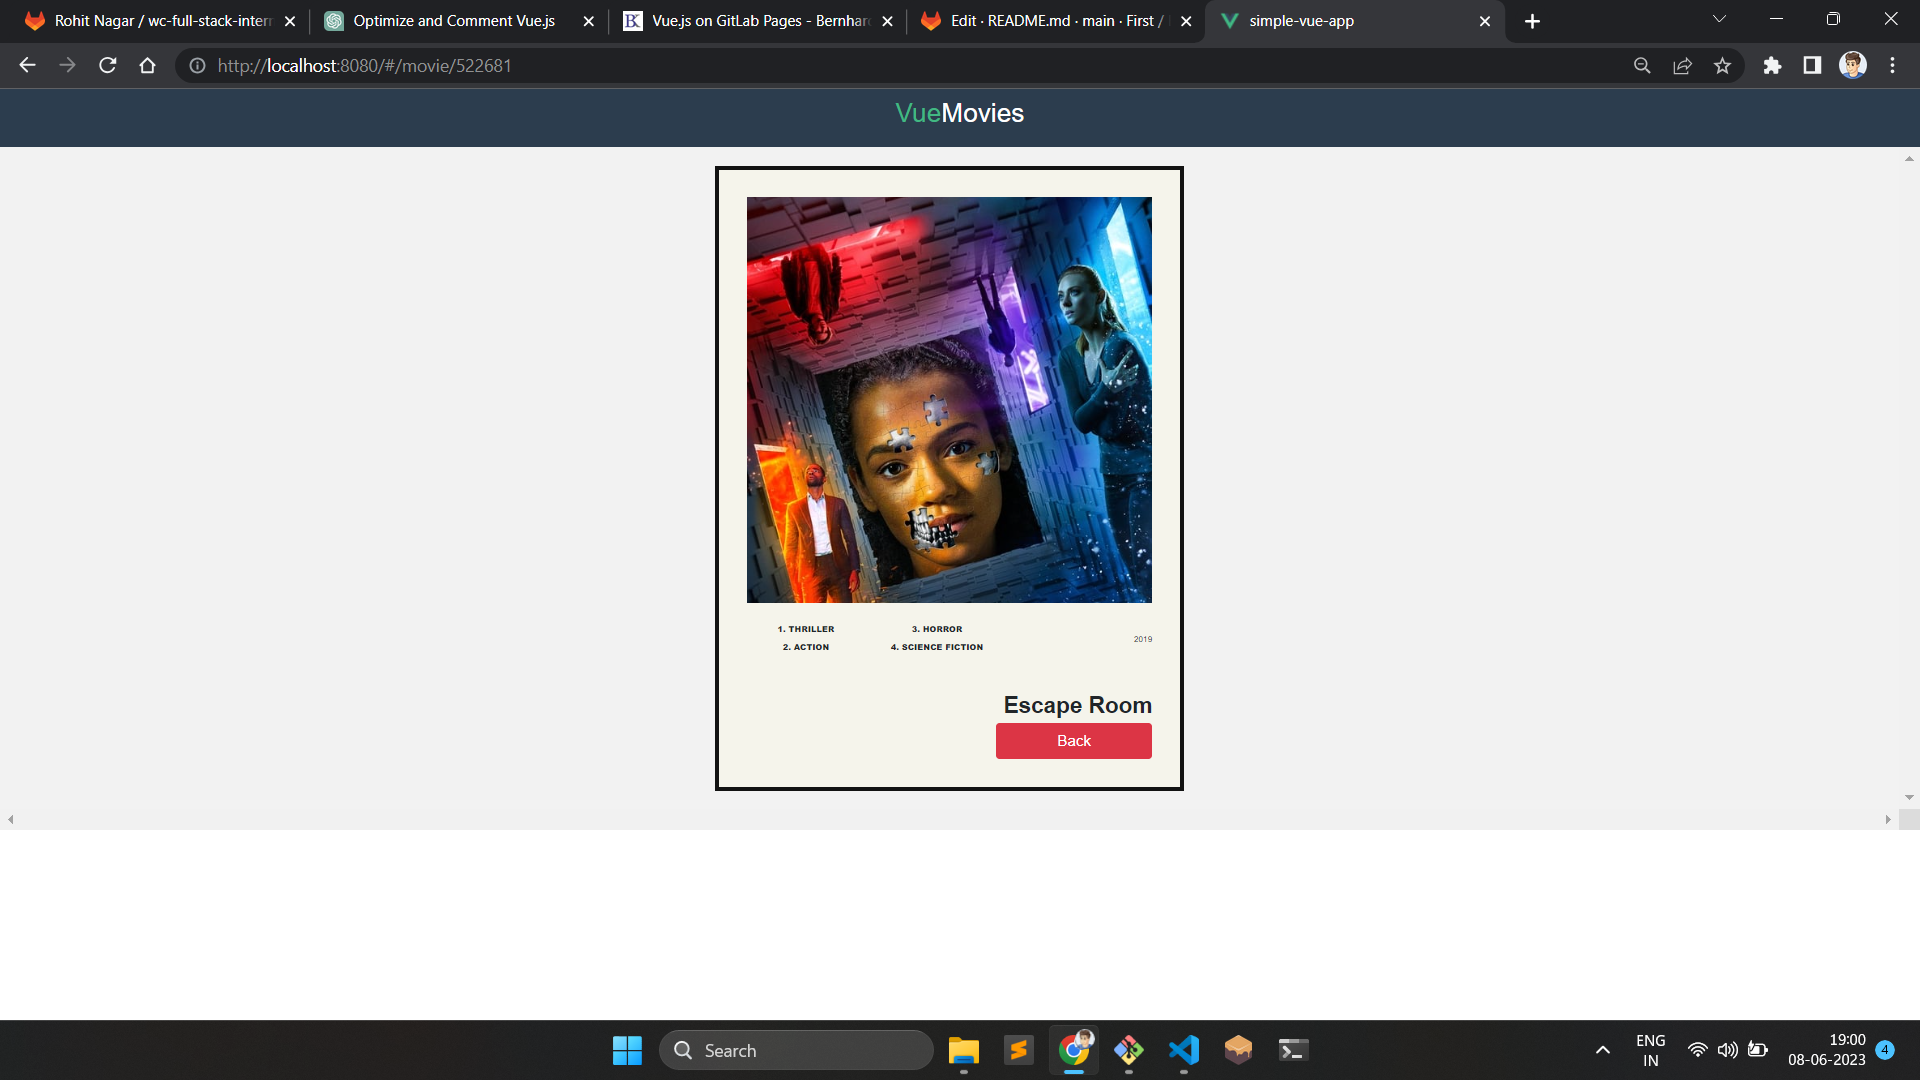 Rohit Nagar / wc-full-stack-intern
Optimize and Comment Vue.js
BK
Vue.js on GitLab Pages - Bernhard
Edit · README.md · main · First /
simple-vue-app
http://localhost:8080/#/movie/522681
VueMovies
1. THRILLER
2. ACTION
3. HORROR
4. SCIENCE FICTION
2019
Escape Room
Back
Search
ENG
IN
19:00
08-06-2023
4